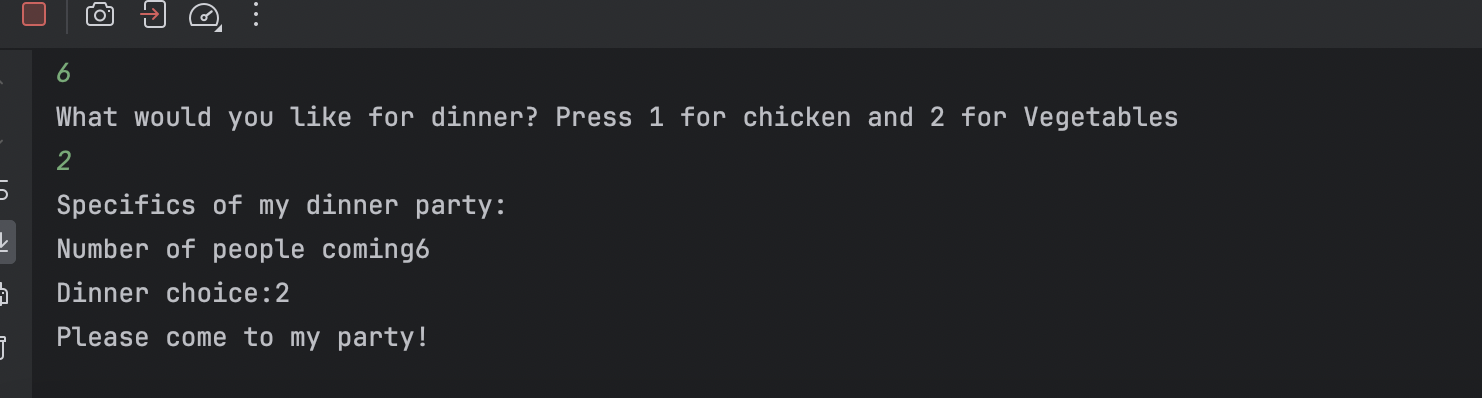 6
What would you like for dinner? Press 1 for chicken and 2 for Vegetables
2
Specifics of my dinner party:
Number of people coming6
Dinner choice:2
Please come to my party!